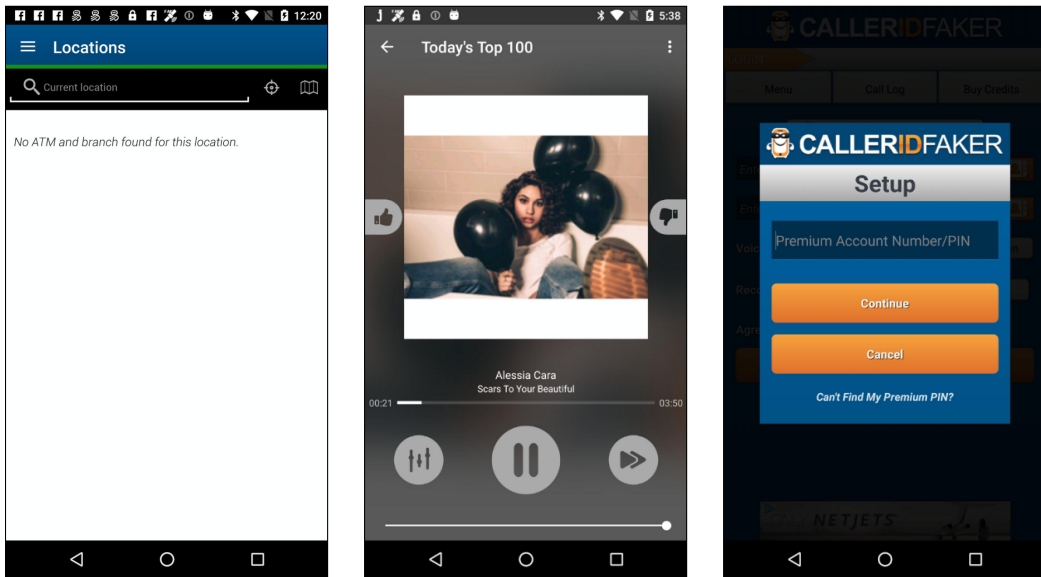 12:20
Locations
Current location
No ATM and branch found for this location.
5:38
Today's Top 100
Alessia Cara
Scars To Your Beautiful
00:21
03:50
CALLERIDFAKER
LOGIN
Menu
Call Log
Buy Credits
CALLERIDFAKER
Setup
Premium Account Number/PIN
Continue
Cancel
Can't Find My Premium PIN?
NETJETS